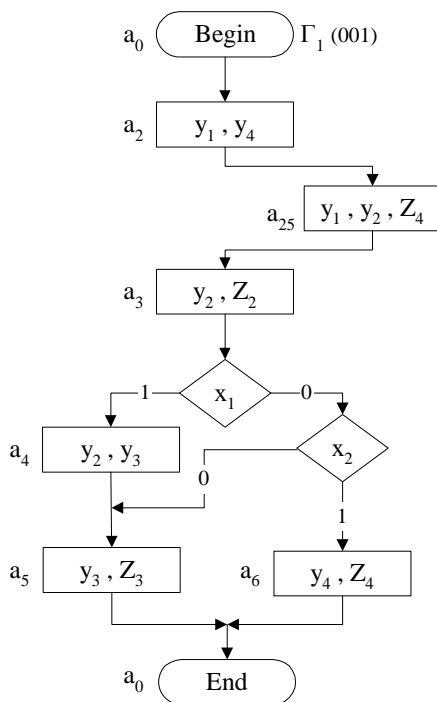 a₀ Begin Γ₁ (001)
a₂ y₁ , y₄
a₂₅ y₁ , y₂ , Z₄
a₃ y₂ , Z₂
1 x₁ 0
a₄ y₂ , y₃ x₂
0
1
a₅ y₃ , Z₃ a₆ y₄ , Z₄
a₀ End